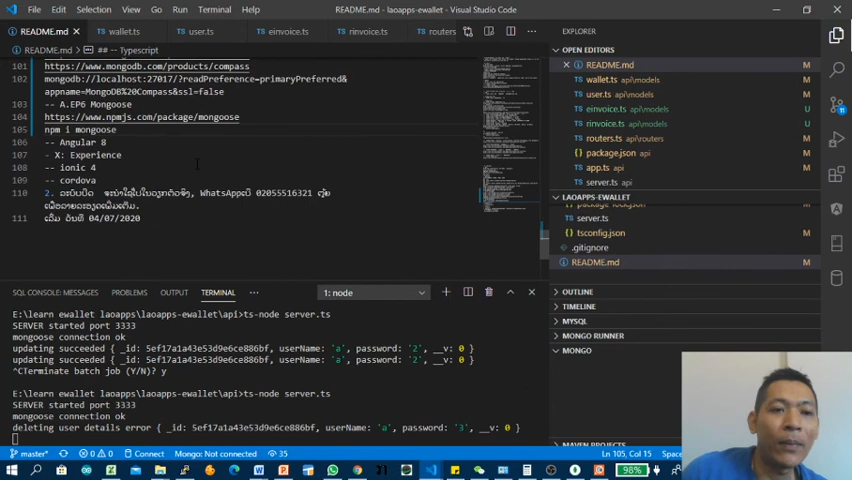 File Edit Selection View Go Run Terminal Help README.md - laoapps-ewallet - Visual Studio Code
README.md wallet.ts user.ts einvoice.ts rinvoice.ts routers
README.md > ## -- Typescript
101 https://www.mongodb.com/products/compass
102 mongodb://localhost:27017/?readPreference=primaryPreferred&
appname=MongoDB%20Compass&ssl=false
103 -- A.EP6 Mongoose
104 https://www.npmjs.com/package/mongoose
105 npm i mongoose
106 -- Angular 8
107 - X: Experience
108 -- ionic 4
109 -- cordova
110 2. WhatsApp 02055516321
111 04/07/2020
SQL CONSOLE: MESSAGES PROBLEMS OUTPUT TERMINAL ··· 1: node
E:\learn ewallet laoapps\laoapps-ewallet\api>ts-node server.ts
SERVER started port 3333
mongoose connection ok
updating succeeded { _id: 5ef17a1a43e53d9e6ce886bf, userName: 'a', password: '2', __v: 0 }
updating succeeded { _id: 5ef17a1a43e53d9e6ce886bf, userName: 'a', password: '2', __v: 0 }
^CTerminate batch job (Y/N)? y
E:\learn ewallet laoapps\laoapps-ewallet\api>ts-node server.ts
SERVER started port 3333
mongoose connection ok
deleting user details error { _id: 5ef17a1a43e53d9e6ce886bf, userName: 'a', password: '3', __v: 0 }
EXPLORER
OPEN EDITORS
README.md M
wallet.ts api\models M
user.ts api\models M
einvoice.ts api\models U
rinvoice.ts api\models U
routers.ts api M
package.json api M
app.ts api M
server.ts api
LAOAPPS-EWALLET
server.ts
tsconfig.json M
.gitignore
README.md M
OUTLINE
TIMELINE
MYSQL
MONGO RUNNER
MONGO
MAVEN PROJECTS
master* 0 0 Connect Mongo: Not connected 35 Ln 105, Spac
98%